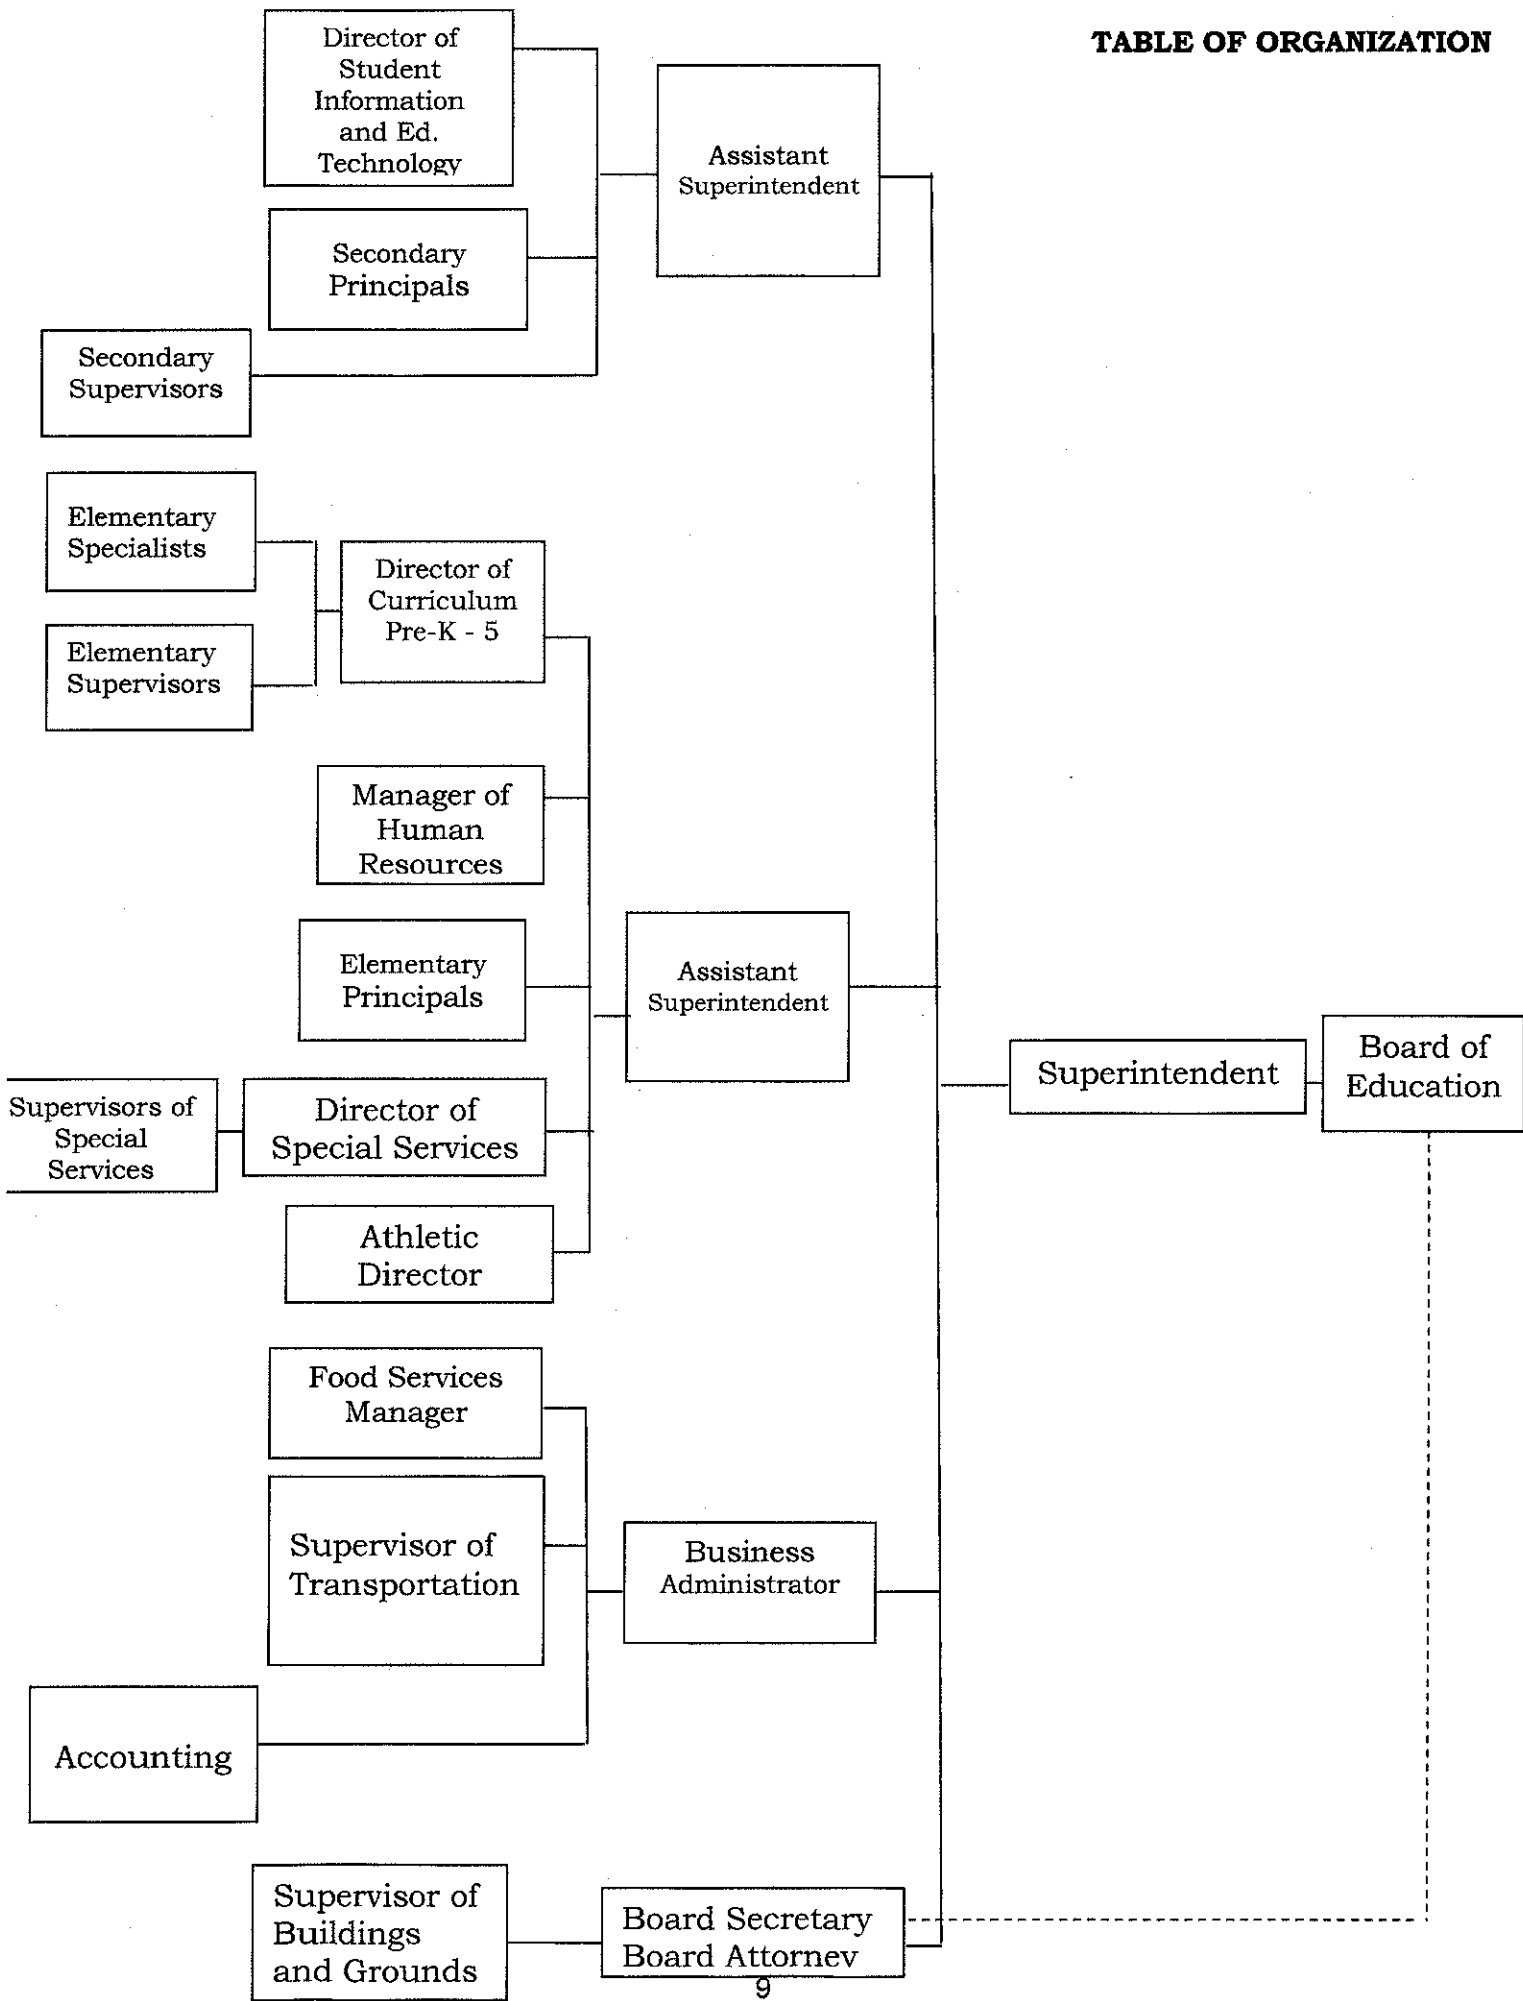 TABLE OF ORGANIZATION
Director of
Student
Information
and Ed.
Technology
Assistant
Superintendent
Secondary
Principals
Secondary
Supervisors
Elementary
Specialists
Director of
Curriculum
Pre-K - 5
Elementary
Supervisors
Manager of
Human
Resources
Elementary
Principals
Assistant
Superintendent
Superintendent
Board of
Education
Supervisors of
Special
Services
Director of
Special Services
Athletic
Director
Food Services
Manager
Supervisor of
Transportation
Business
Administrator
Accounting
Supervisor of
Buildings
and Grounds
Board Secretary
Board Attorney
9